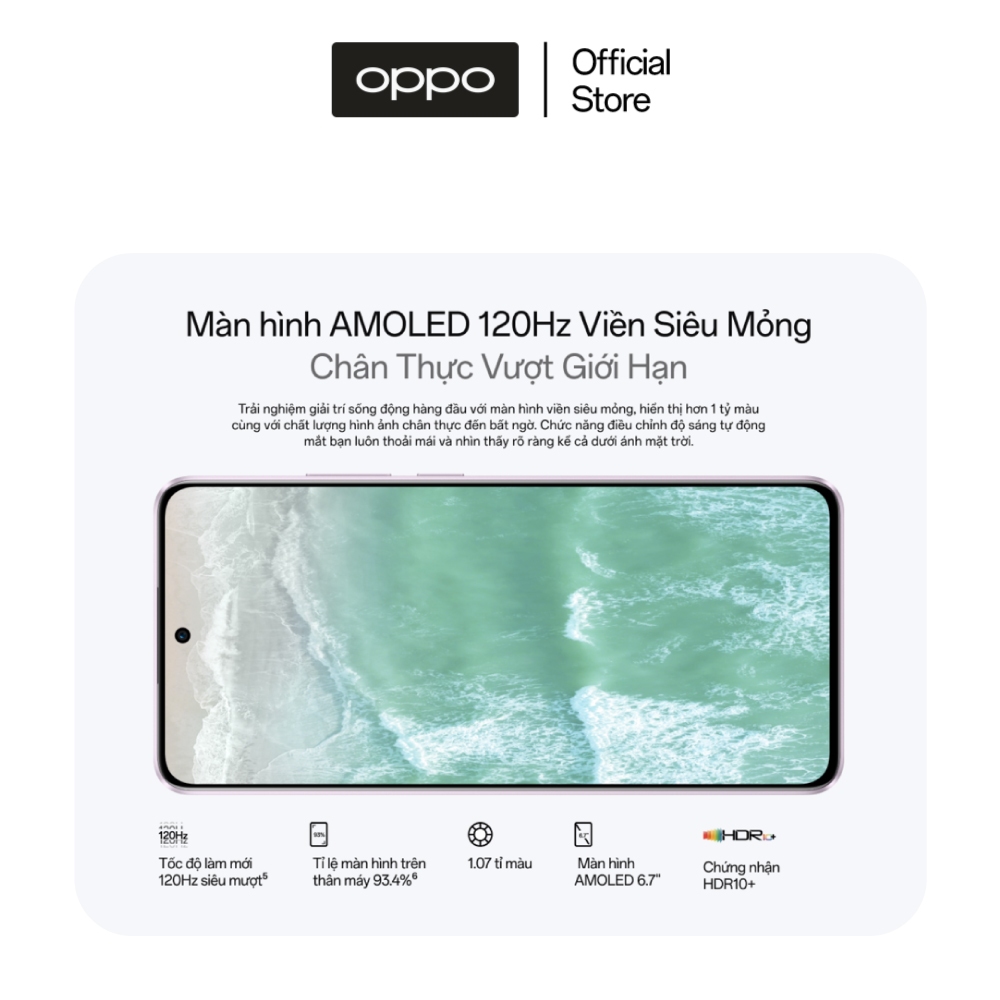 oppo
Official
Store
Màn hình AMOLED 120Hz Viền Siêu Mỏng
Chân Thực Vượt Giới Hạn
Trải nghiệm giải trí sống động hàng đầu với màn hình viền siêu mỏng, hiển thị hơn 1 tỷ màu
cùng với chất lượng hình ảnh chân thực đến bất ngờ. Chức năng điều chỉnh độ sáng tự động
mắt bạn luôn thoải mái và nhìn thấy rõ ràng kể cả dưới ánh mặt trời.
120Hz
Tốc độ làm mới
120Hz siêu mượt⁵
93%
Tỉ lệ màn hình trên
thân máy 93.4%⁶
1.07 tỉ màu
6.7"
Màn hình
AMOLED 6.7"
HDR10+
Chứng nhận
HDR10+